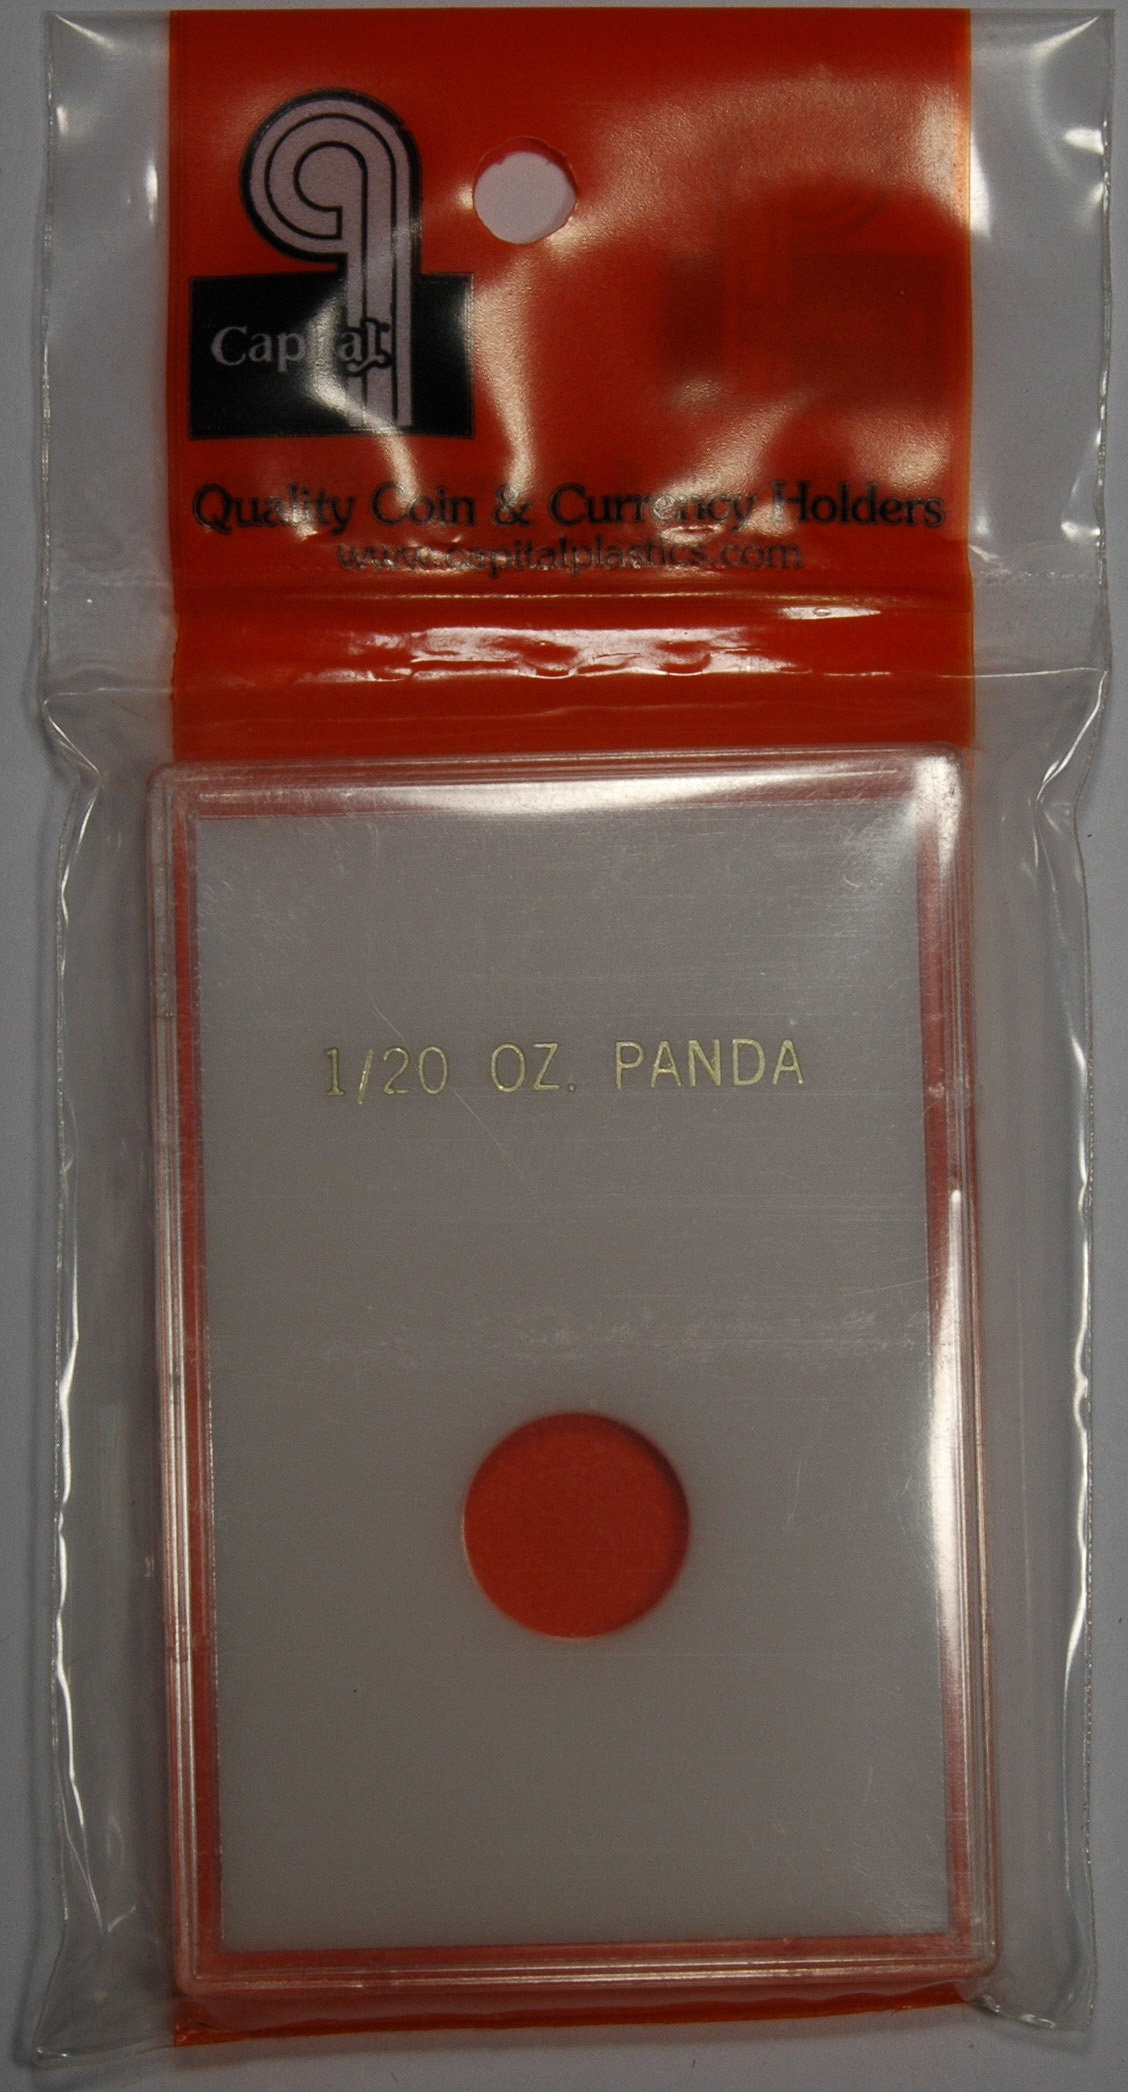 Capital
Quality Coin & Currency Holders
www.capitalplastics.com
1/20 OZ. PANDA